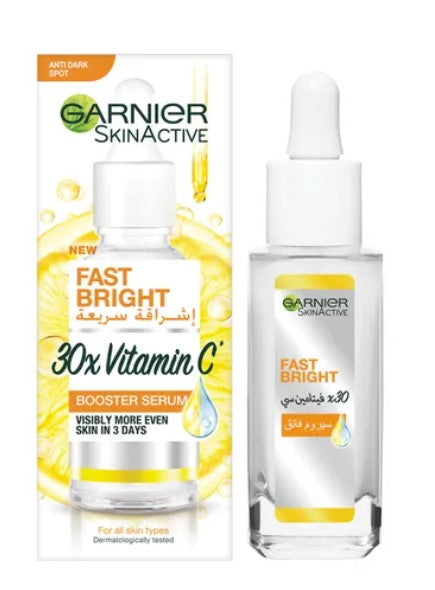 ANTI DARK
SPOT
GARNIER
SKINACTIVE
NEW
FAST
BRIGHT
إشراقة سريعة
30x Vitamin C*
BOOSTER SERUM
VISIBLY MORE EVEN
SKIN IN 3 DAYS
For all skin types
Dermatologically tested
GARNIER
SKINACTIVE
FAST
BRIGHT
x30 فيتامين سي
سيروم فائق